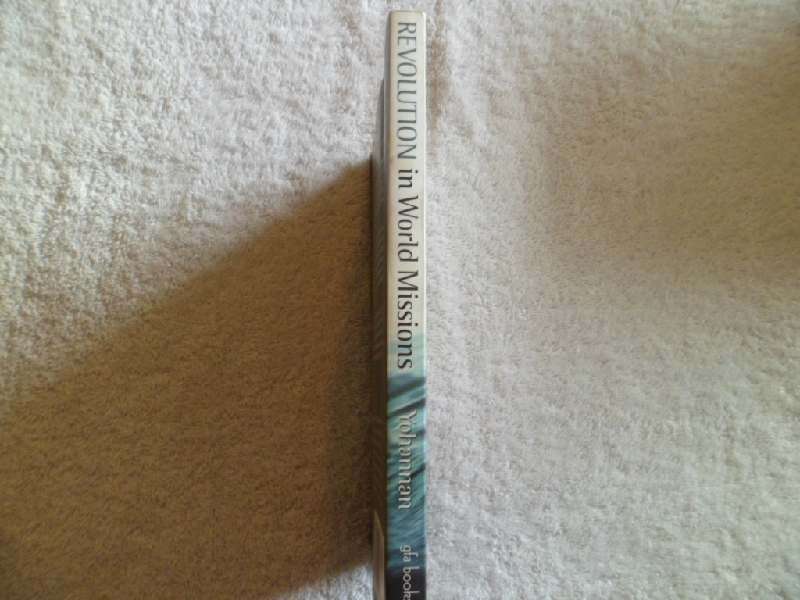 REVOLUTION in World Missions
Yohannan
gfa books